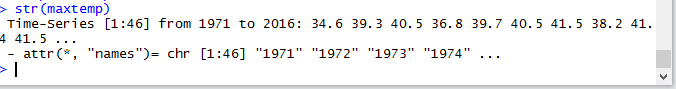 > str(maxtemp)
 Time-Series [1:46] from 1971 to 2016: 34.6 39.3 40.5 36.8 39.7 40.5 41.5 38.2 41.
4 41.5 ...
 - attr(*, "names")= chr [1:46] "1971" "1972" "1973" "1974" ...
>